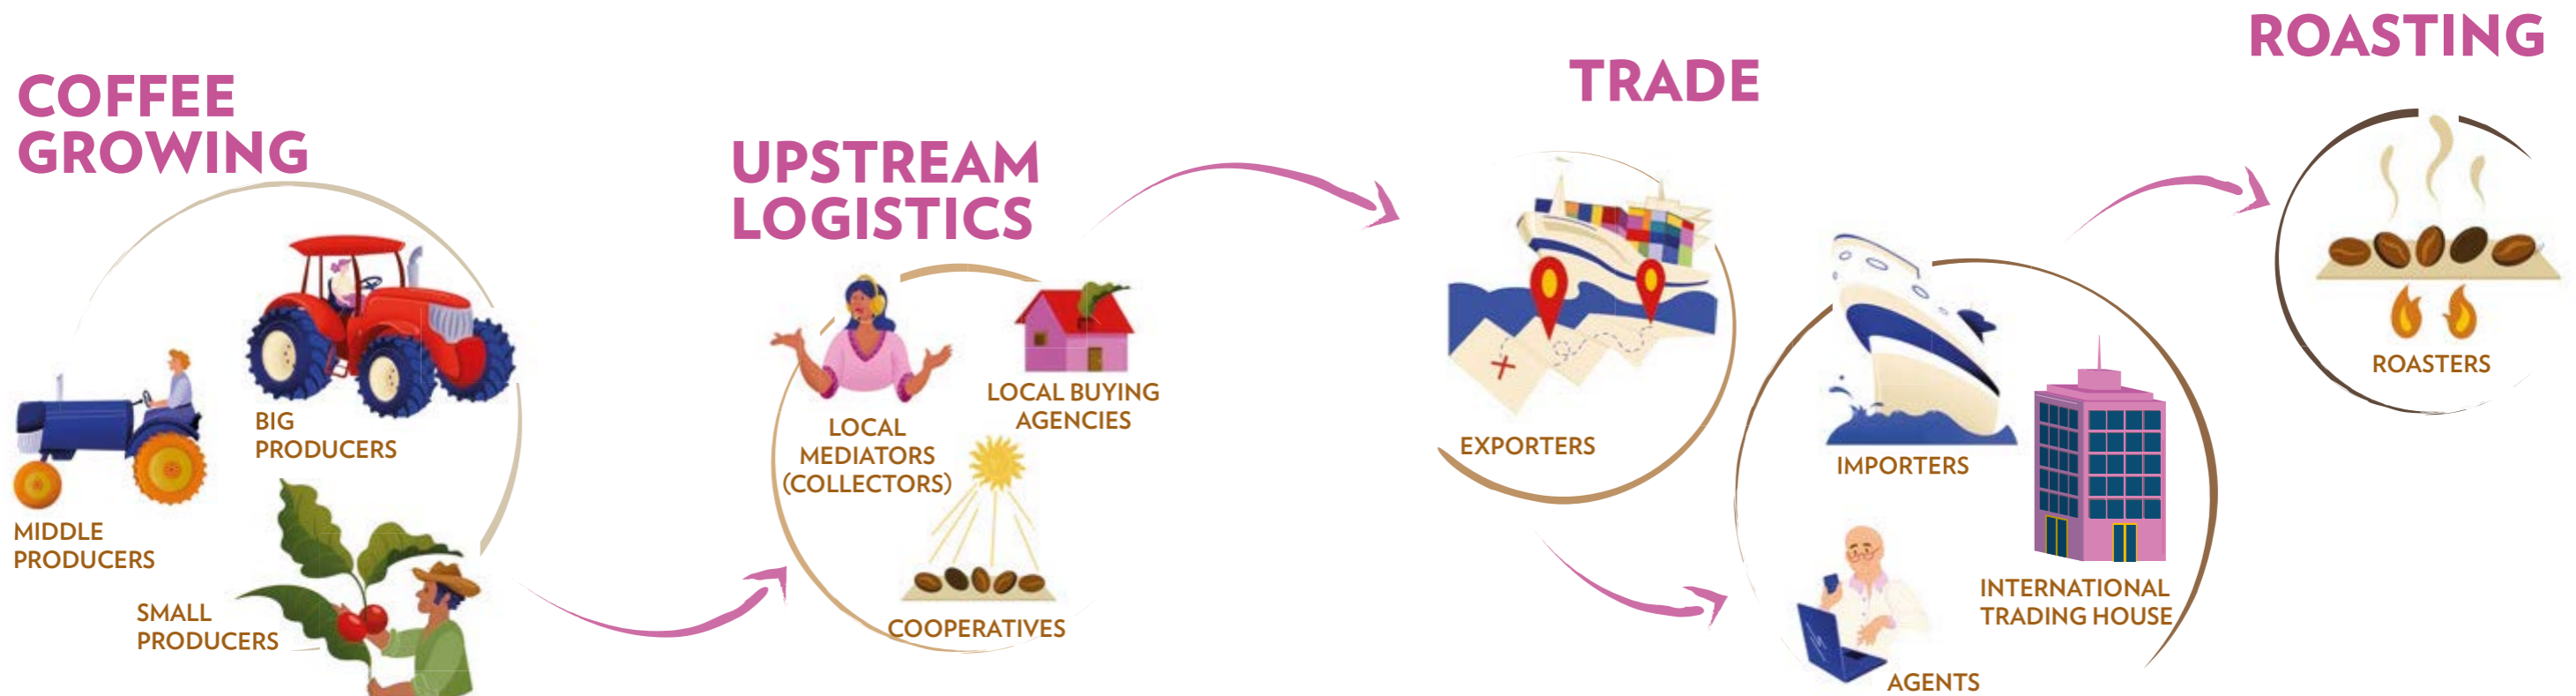 COFFEE
GROWING
BIG
PRODUCERS
MIDDLE
PRODUCERS
SMALL
PRODUCERS
UPSTREAM
LOGISTICS
LOCAL
MEDIATORS
(COLLECTORS)
LOCAL BUYING
AGENCIES
COOPERATIVES
TRADE
EXPORTERS
IMPORTERS
INTERNATIONAL
TRADING HOUSE
AGENTS
ROASTING
ROASTERS